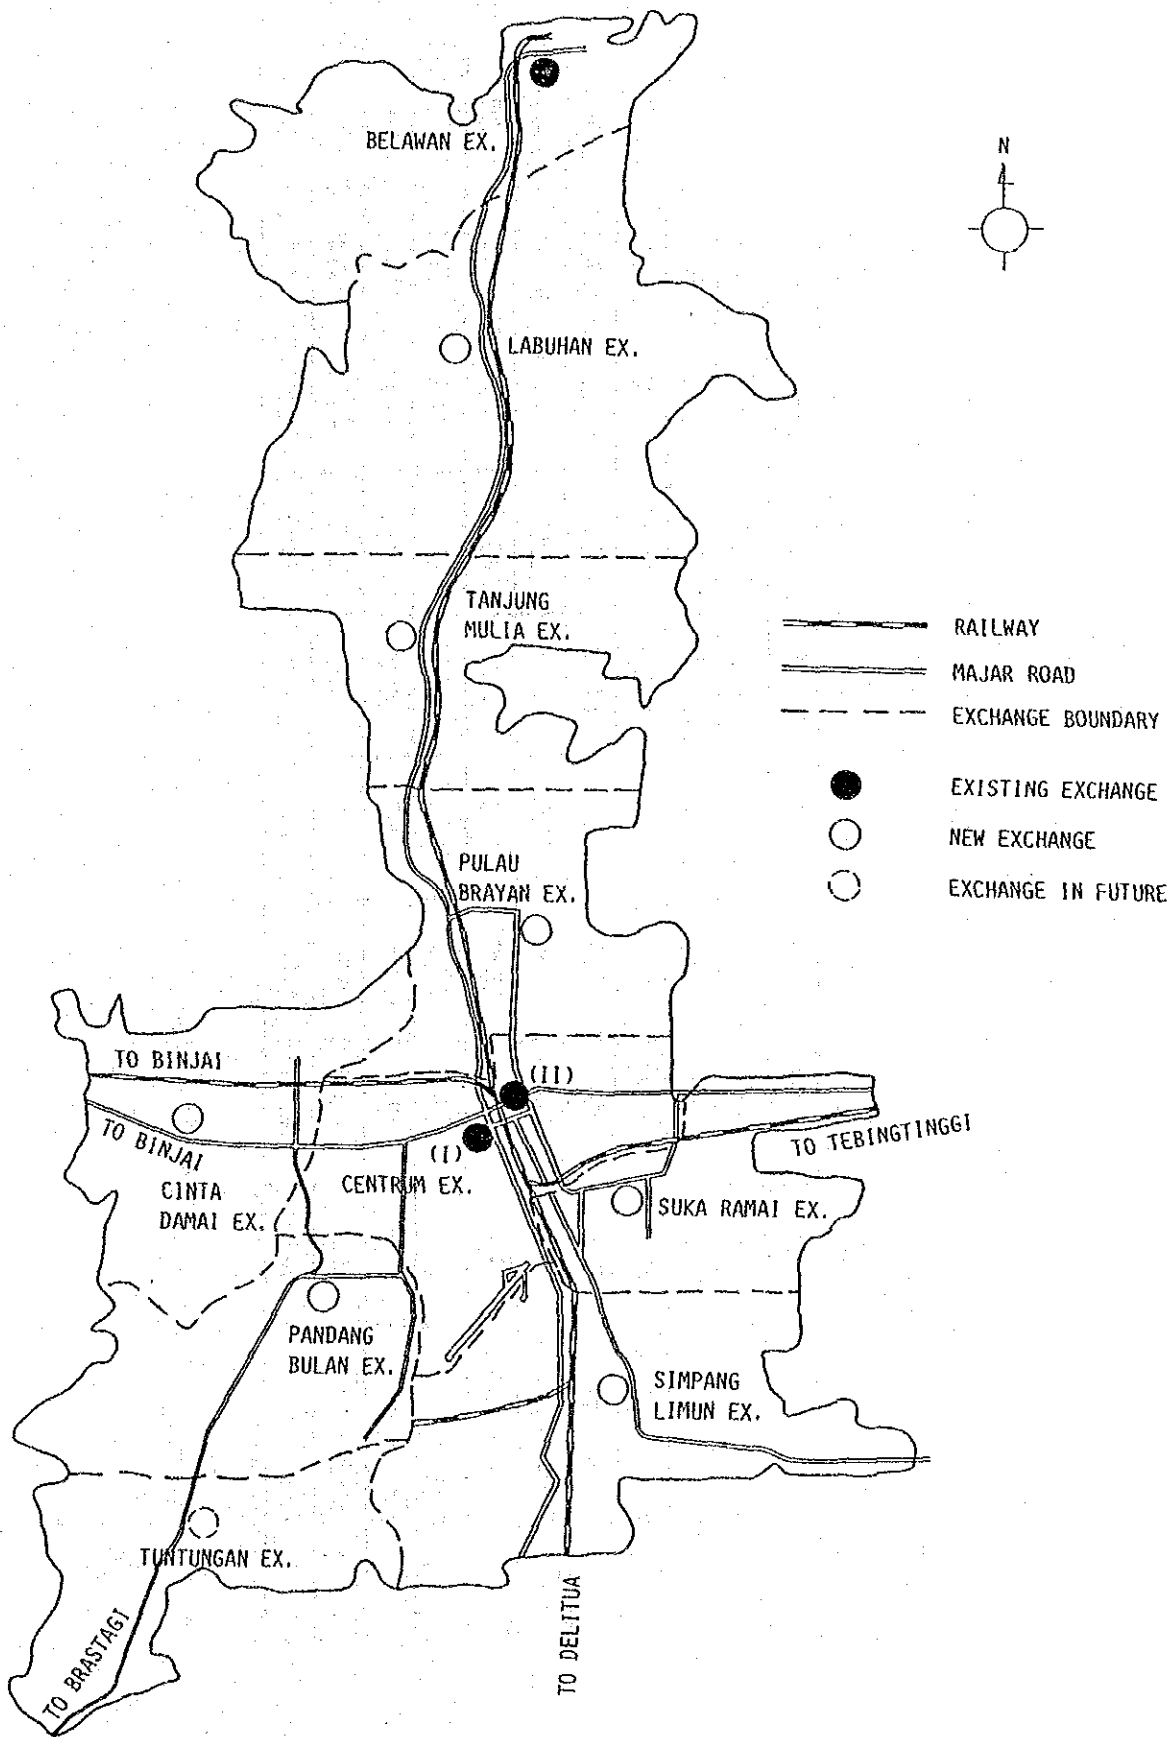 BELAWAN EX.
N
LABUHAN EX.
TANJUNG
MULIA EX.
RAILWAY
MAJAR ROAD
EXCHANGE BOUNDARY
EXISTING EXCHANGE
NEW EXCHANGE
EXCHANGE IN FUTURE
PULAU
BRAYAN EX.
TO BINJAI
(II)
TO BINJAI
(I)
CENTRUM EX.
TO TEBINGTINGGI
CINTA
DAMAI EX.
SUKA RAMAI EX.
PANDANG
BULAN EX.
SIMPANG
LIMUN EX.
TUNTUNGAN EX.
TO BRASTAGI
TO DELITUA